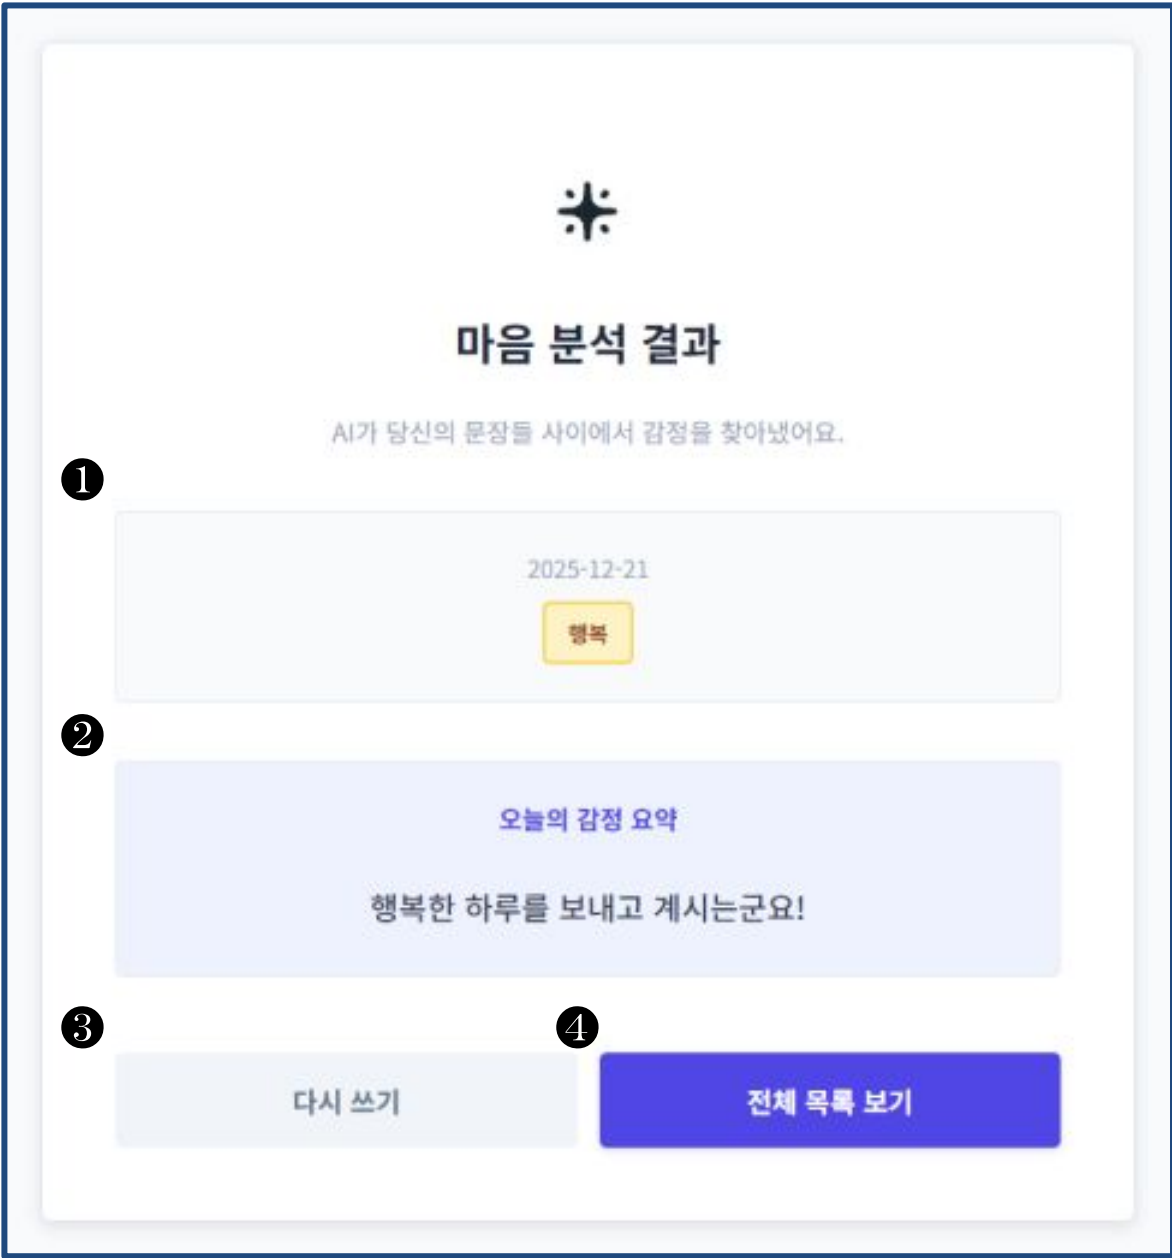 마음 분석 결과
AI가 당신의 문장들 사이에서 감정을 찾아냈어요.
❶
2025-12-21
행복
❷
오늘의 감정 요약
행복한 하루를 보내고 계시는군요!
❸ ❹
다시 쓰기 전체 목록 보기